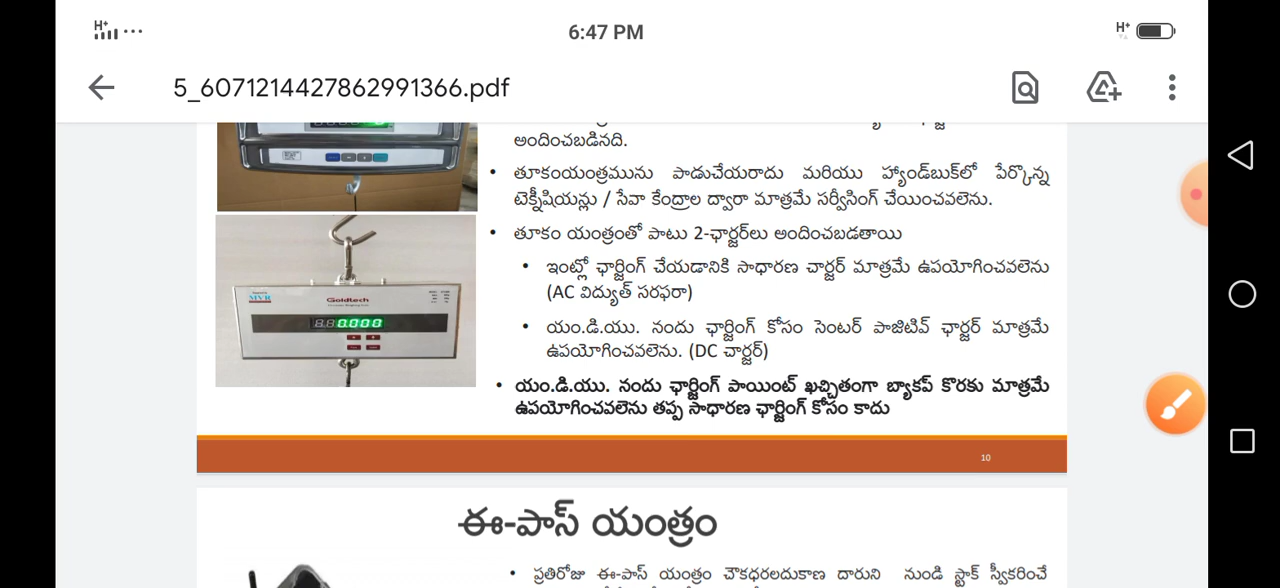 H+
6:47 PM
H+
5_6071214427862991366.pdf
అందించబడినది.
• తూకంయంత్రమును పాడుచేయరాదు మరియు హ్యాండ్‌బుక్‌లో పేర్కొన్న
టెక్నీషియన్లు / సేవా కేంద్రాల ద్వారా మాత్రమే సర్వీసింగ్ చేయించవలెను.
• తూకం యంత్రంతో పాటు 2-ఛార్జర్‌లు అందించబడతాయి
• ఇంట్లో ఛార్జింగ్ చేయడానికి సాధారణ చార్జర్ మాత్రమే ఉపయోగించవలెను
(AC విద్యుత్ సరఫరా)
• యం.డి.యు. నందు ఛార్జింగ్ కోసం సెంటర్ పాజిటివ్ ఛార్జర్ మాత్రమే
ఉపయోగించవలెను. (DC చార్జర్)
• యం.డి.యు. నందు ఛార్జింగ్ పాయింట్ ఖచ్చితంగా బ్యాకప్ కొరకు మాత్రమే
ఉపయోగించవలెను తప్ప సాధారణ ఛార్జింగ్ కోసం కాదు
MVR
Goldtech
0.000
10
ఈ-పాస్ యంత్రం
• ప్రతిరోజు ఈ-పాస్ యంత్రం చౌకధరలదుకాణ దారుని నుండి స్టాక్ స్వీకరించే